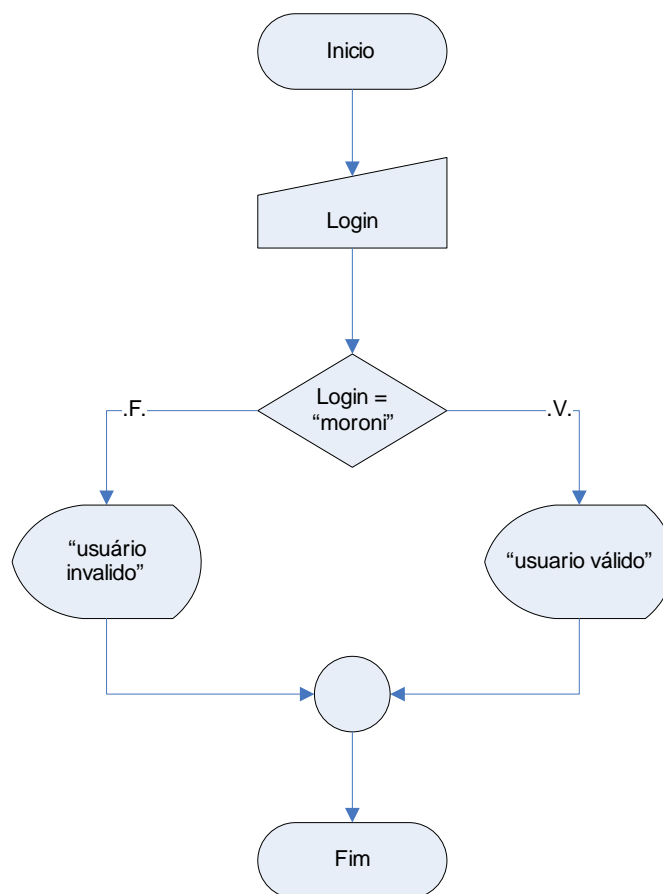 Inicio
Login
Login =
“moroni”
.F.
.V.
“usuário
invalido”
“usuario válido”
Fim